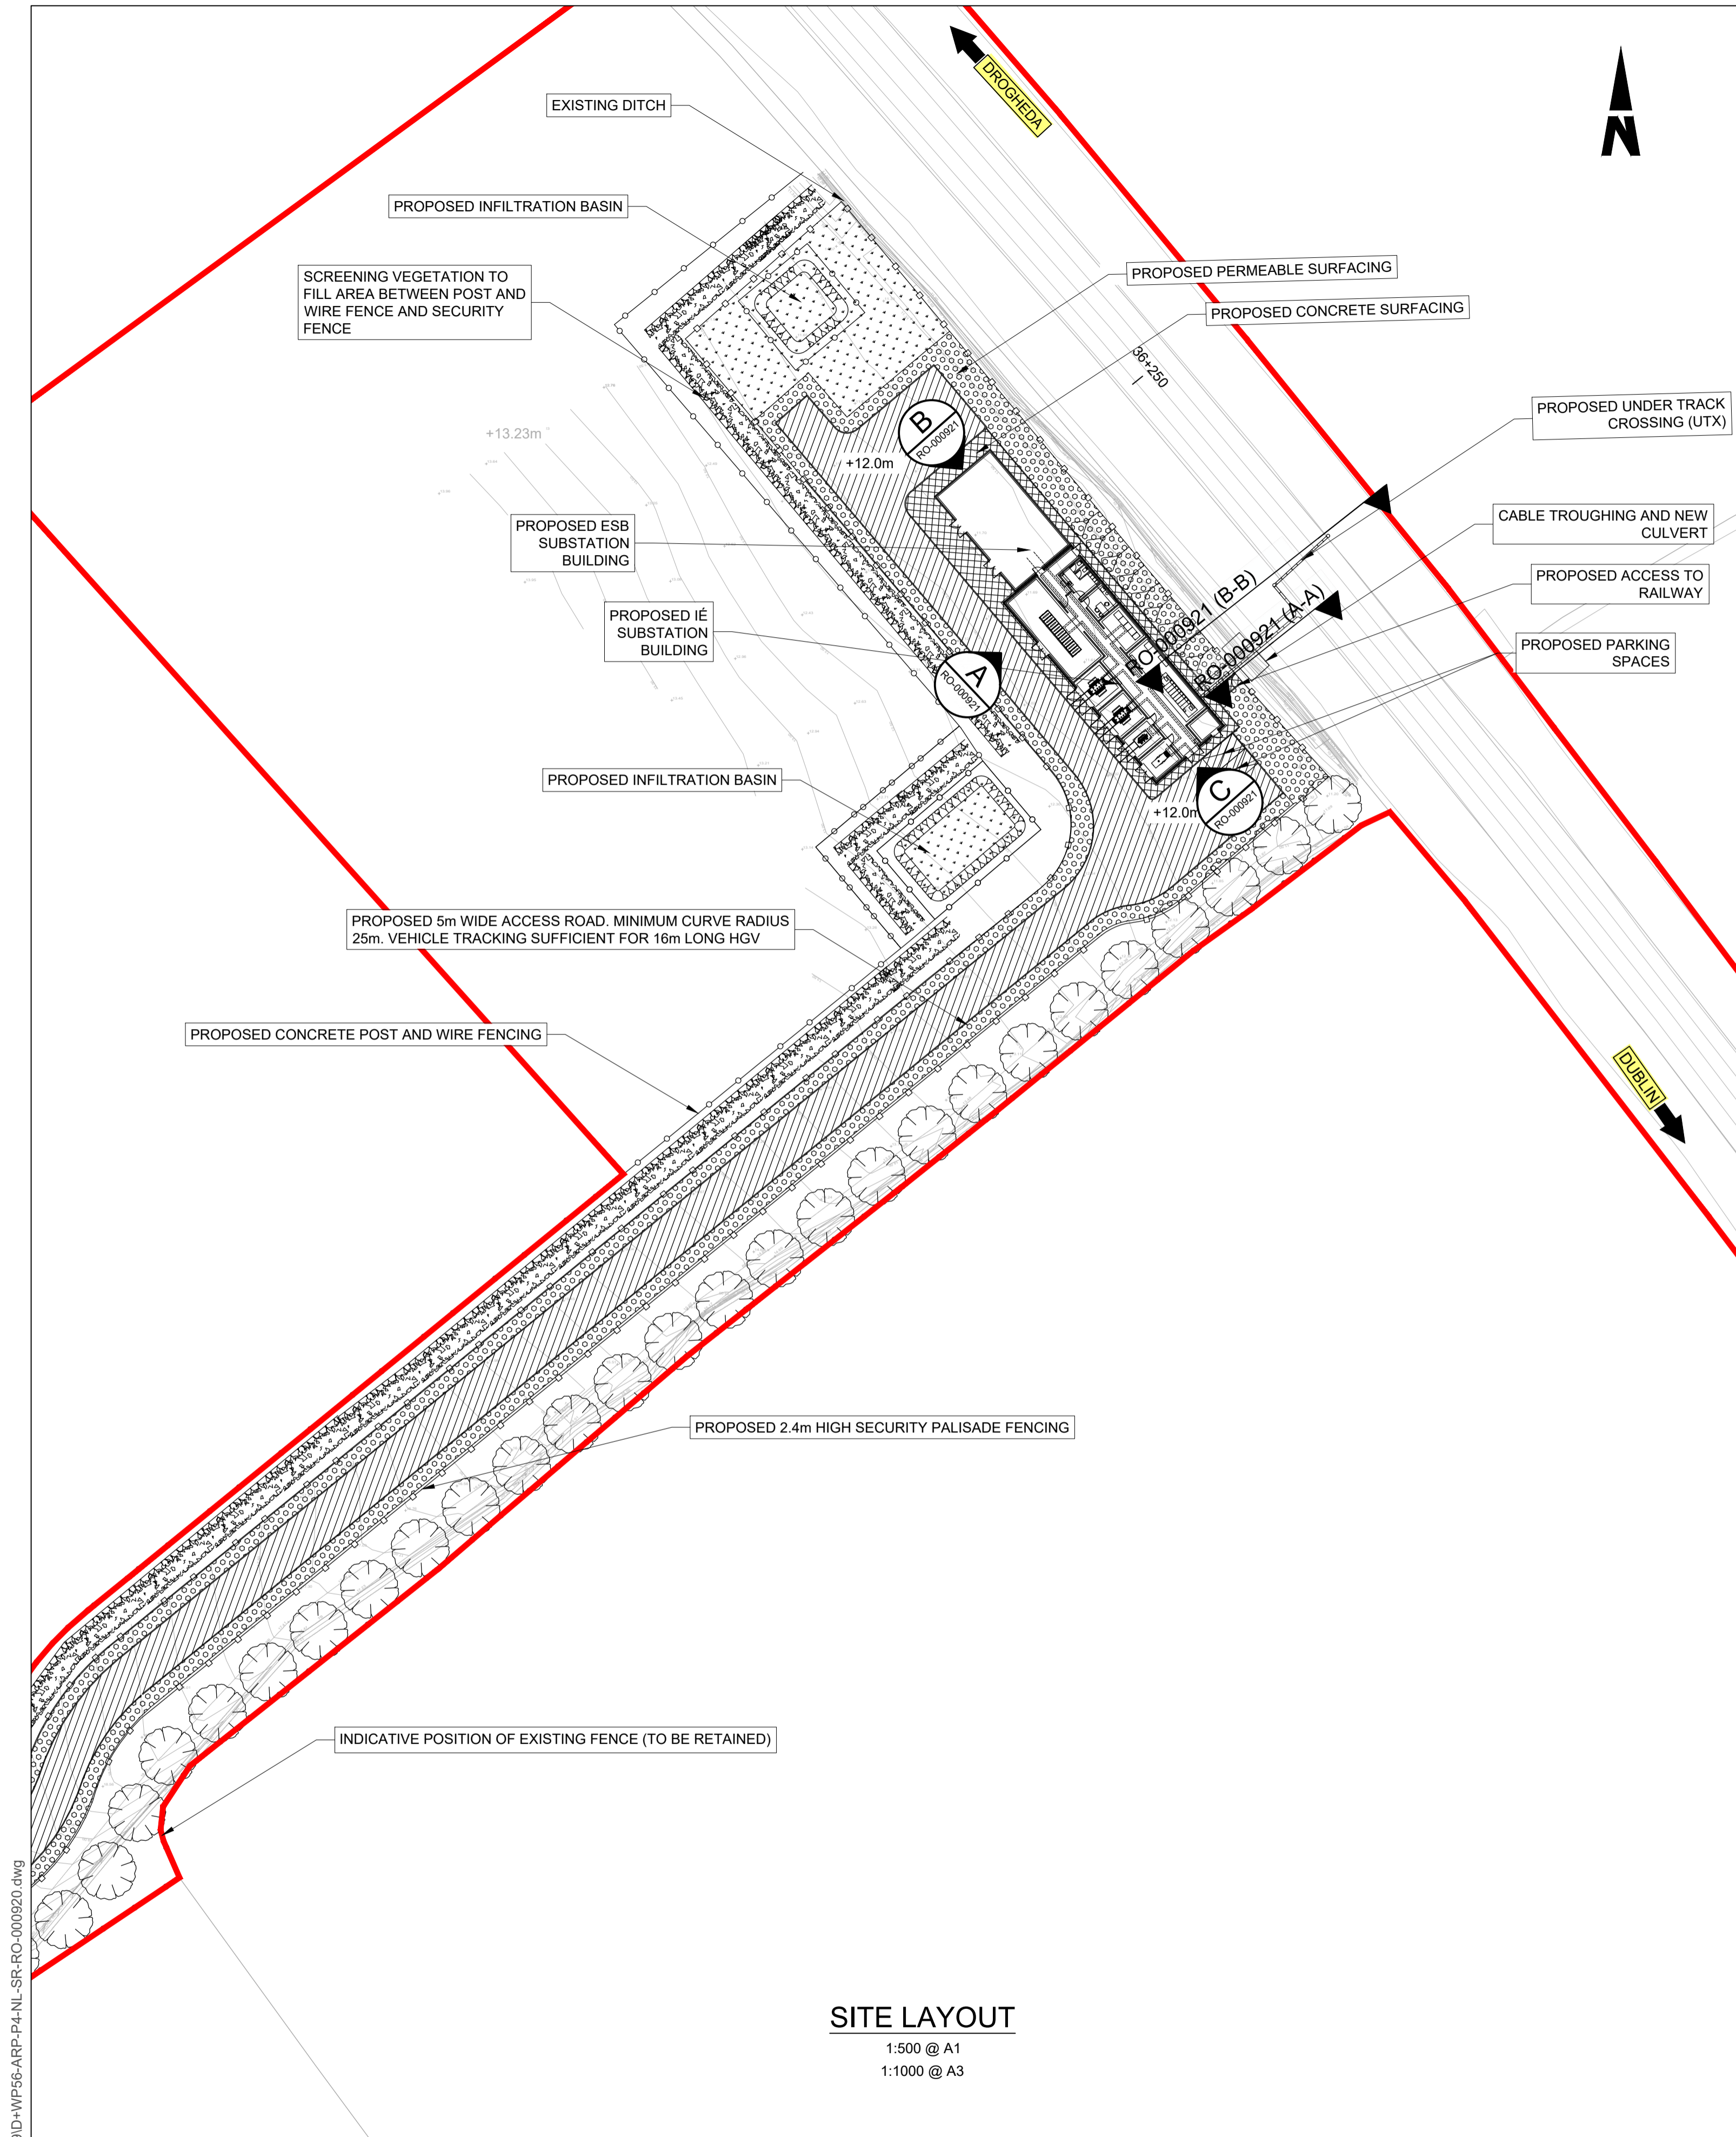 DROGHEDA
N
EXISTING DITCH
PROPOSED INFILTRATION BASIN
SCREENING VEGETATION TO
FILL AREA BETWEEN POST AND
WIRE FENCE AND SECURITY
FENCE
PROPOSED PERMEABLE SURFACING
PROPOSED CONCRETE SURFACING
36+250
PROPOSED UNDER TRACK
CROSSING (UTX)
+13.23m
B
RO-000921
+12.0m
PROPOSED ESB
SUBSTATION
BUILDING
CABLE TROUGHING AND NEW
CULVERT
PROPOSED ACCESS TO
RAILWAY
PROPOSED IÉ
SUBSTATION
BUILDING
RO-000921 (B-B)
RO-000921 (A-A)
PROPOSED PARKING
SPACES
A
RO-000921
PROPOSED INFILTRATION BASIN
C
RO-000921
+12.0m
PROPOSED 5m WIDE ACCESS ROAD. MINIMUM CURVE RADIUS
25m. VEHICLE TRACKING SUFFICIENT FOR 16m LONG HGV
PROPOSED CONCRETE POST AND WIRE FENCING
DUBLIN
PROPOSED 2.4m HIGH SECURITY PALISADE FENCING
INDICATIVE POSITION OF EXISTING FENCE (TO BE RETAINED)
SITE LAYOUT
1:500 @ A1
1:1000 @ A3
\D+WP56-ARP-P4-NL-SR-RO-000920.dwg